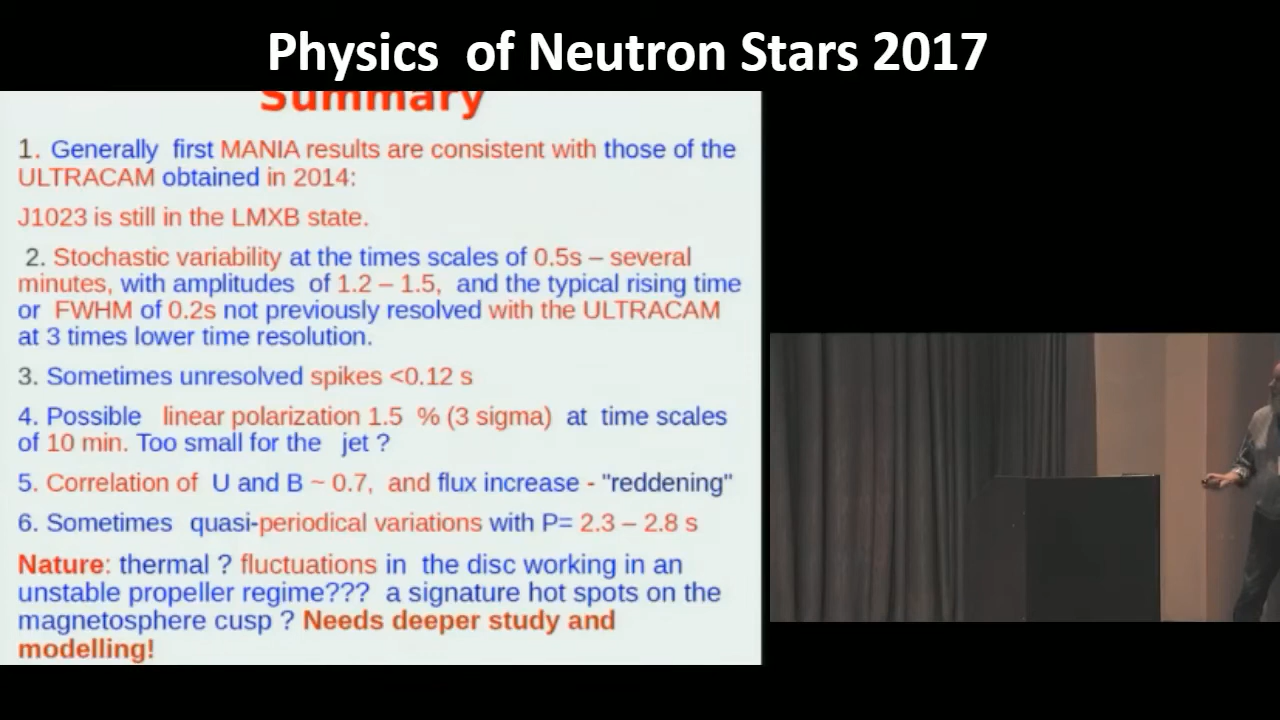 Physics of Neutron Stars 2017
Summary
1. Generally first MANIA results are consistent with those of the
ULTRACAM obtained in 2014:
J1023 is still in the LMXB state.
2. Stochastic variability at the times scales of 0.5s – several
minutes, with amplitudes of 1.2 – 1.5, and the typical rising time
or FWHM of 0.2s not previously resolved with the ULTRACAM
at 3 times lower time resolution.
3. Sometimes unresolved spikes <0.12 s
4. Possible linear polarization 1.5 % (3 sigma) at time scales
of 10 min. Too small for the jet ?
5. Correlation of U and B ~ 0.7, and flux increase - "reddening"
6. Sometimes quasi-periodical variations with P= 2.3 – 2.8 s
Nature: thermal ? fluctuations in the disc working in an
unstable propeller regime??? a signature hot spots on the
magnetosphere cusp ? Needs deeper study and
modelling!